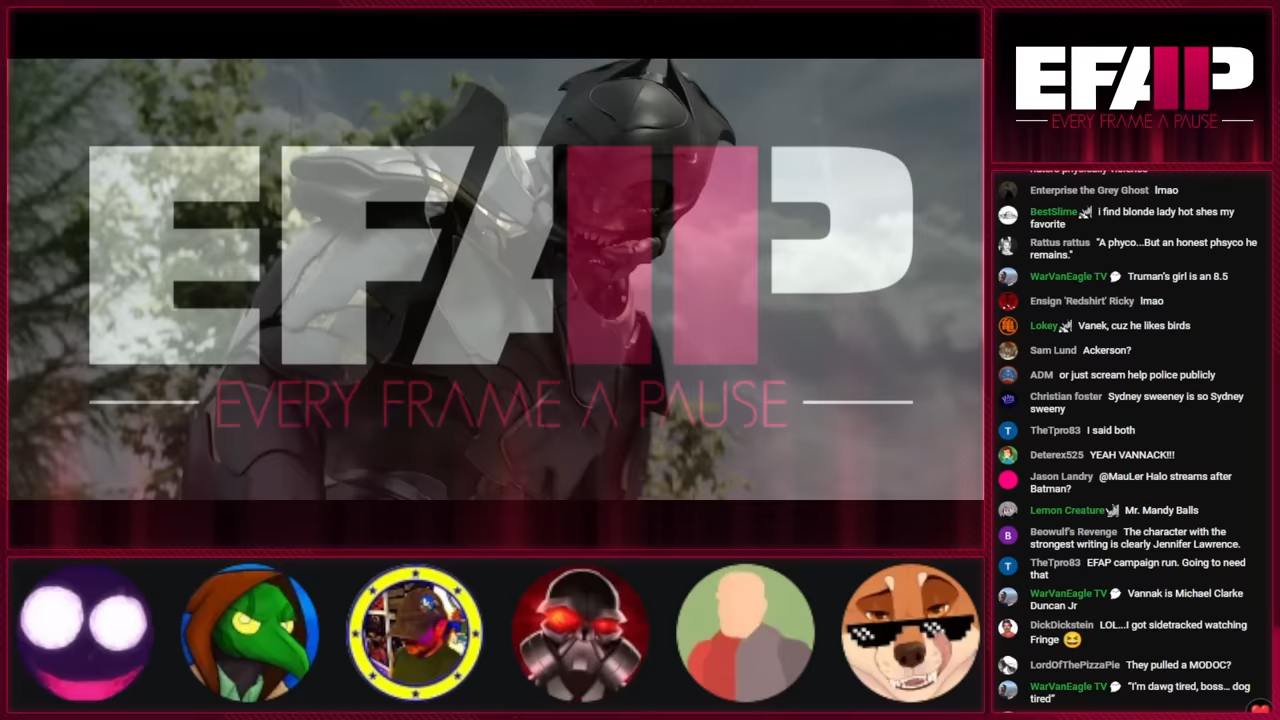 EFAP
EVERY FRAME A PAUSE
EFAP
EVERY FRAME A PAUSE
Enterprise the Grey Ghost lmao
BestSlime i find blonde lady hot shes my
favorite
Rattus rattus "A phyco...But an honest phsyco he
remains."
WarVanEagle TV Truman's girl is an 8.5
Ensign 'Redshirt' Ricky lmao
Lokey Vanek, cuz he likes birds
Sam Lund Ackerson?
ADM or just scream help police publicly
Christian foster Sydney sweeney is so Sydney
sweeny
T TheTpro83 I said both
Deterex525 YEAH VANNACK!!!
Jason Landry @MauLer Halo streams after
Batman?
Lemon Creature Mr. Mandy Balls
B Beowulf's Revenge The character with the
strongest writing is clearly Jennifer Lawrence.
T TheTpro83 EFAP campaign run. Going to need
that
WarVanEagle TV Vannak is Michael Clarke
Duncan Jr
DickDickstein LOL...I got sidetracked watching
Fringe 😆
LordOfThePizzaPie They pulled a MODOC?
WarVanEagle TV "I'm dawg tired, boss... dog
tired"